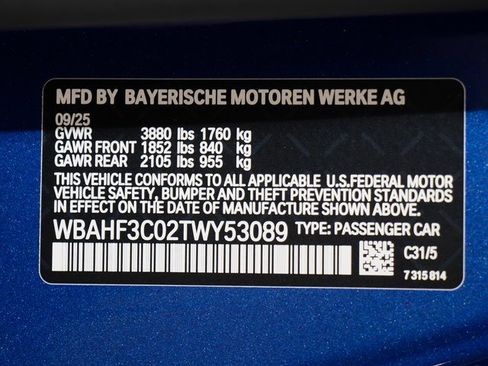 MFD BY BAYERISCHE MOTOREN WERKE AG
09/25
GVWR 3880 lbs 1760 kg
GAWR FRONT 1852 lbs 840 kg
GAWR REAR 2105 lbs 955 kg
THIS VEHICLE CONFORMS TO ALL APPLICABLE U.S.FEDERAL MOTOR
VEHICLE SAFETY, BUMPER AND THEFT PREVENTION STANDARDS
IN EFFECT ON THE DATE OF MANUFACTURE SHOWN ABOVE.
WBAHF3C02TWY53089 TYPE: PASSENGER CAR
C31/5
7 315 814